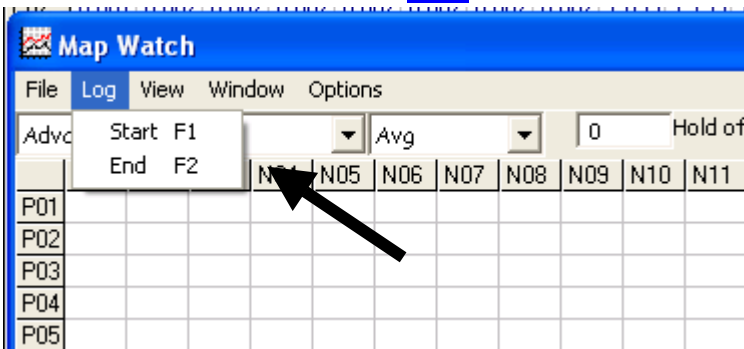 Map Watch
File Log View Window Options
Advc Avg 0 Hold of
Start F1
End F2
N05 N06 N07 N08 N09 N10 N11
P01
P02
P03
P04
P05